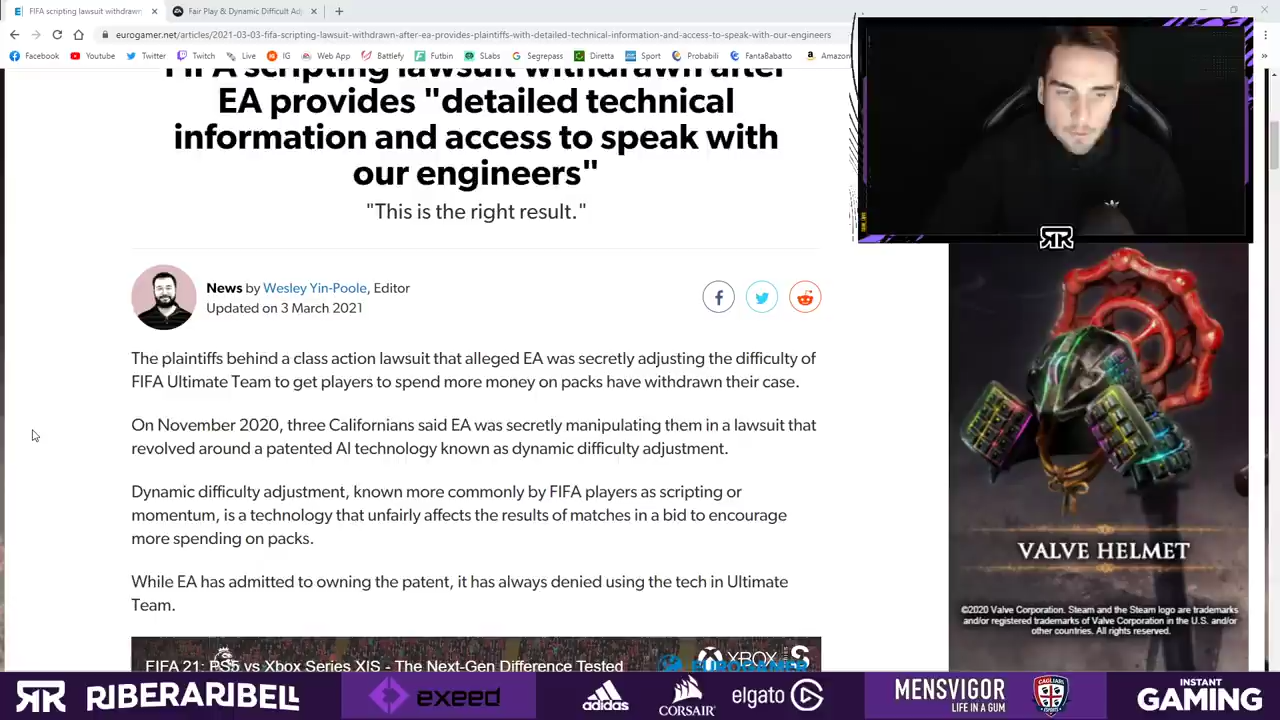 FIFA scripting lawsuit withdrawn
Fair Play & Dynamic Difficult Adj
eurogamer.net/articles/2021-03-03-fifa-scripting-lawsuit-withdrawn-after-ea-provides-plaintiffs-with-detailed-technical-information-and-access-to-speak-with-our-engineers
Facebook Youtube Twitter Twitch Live IG Web App Battlefy Futbin SLabs Segrepass Diretta Sport Probabili FantaBabatto Amazon
FIFA scripting lawsuit withdrawn after
EA provides "detailed technical
information and access to speak with
our engineers"
"This is the right result."
News by Wesley Yin-Poole, Editor
Updated on 3 March 2021
The plaintiffs behind a class action lawsuit that alleged EA was secretly adjusting the difficulty of
FIFA Ultimate Team to get players to spend more money on packs have withdrawn their case.
On November 2020, three Californians said EA was secretly manipulating them in a lawsuit that
revolved around a patented AI technology known as dynamic difficulty adjustment.
Dynamic difficulty adjustment, known more commonly by FIFA players as scripting or
momentum, is a technology that unfairly affects the results of matches in a bid to encourage
more spending on packs.
While EA has admitted to owning the patent, it has always denied using the tech in Ultimate
Team.
FIFA 21: PS5 vs Xbox Series X|S - The Next-Gen Difference Tested
XBOX
EUROGAMER
VALVE HELMET
©2020 Valve Corporation. Steam and the Steam logo are trademarks
and/or registered trademarks of Valve Corporation in the U.S. and/or
other countries. All rights reserved.
RIBERARIBELL
exeed
adidas
CORSAIR
elgato
MENSVIGOR
LIFE IN A GUM
CAGLIARI
INSTANT
GAMING